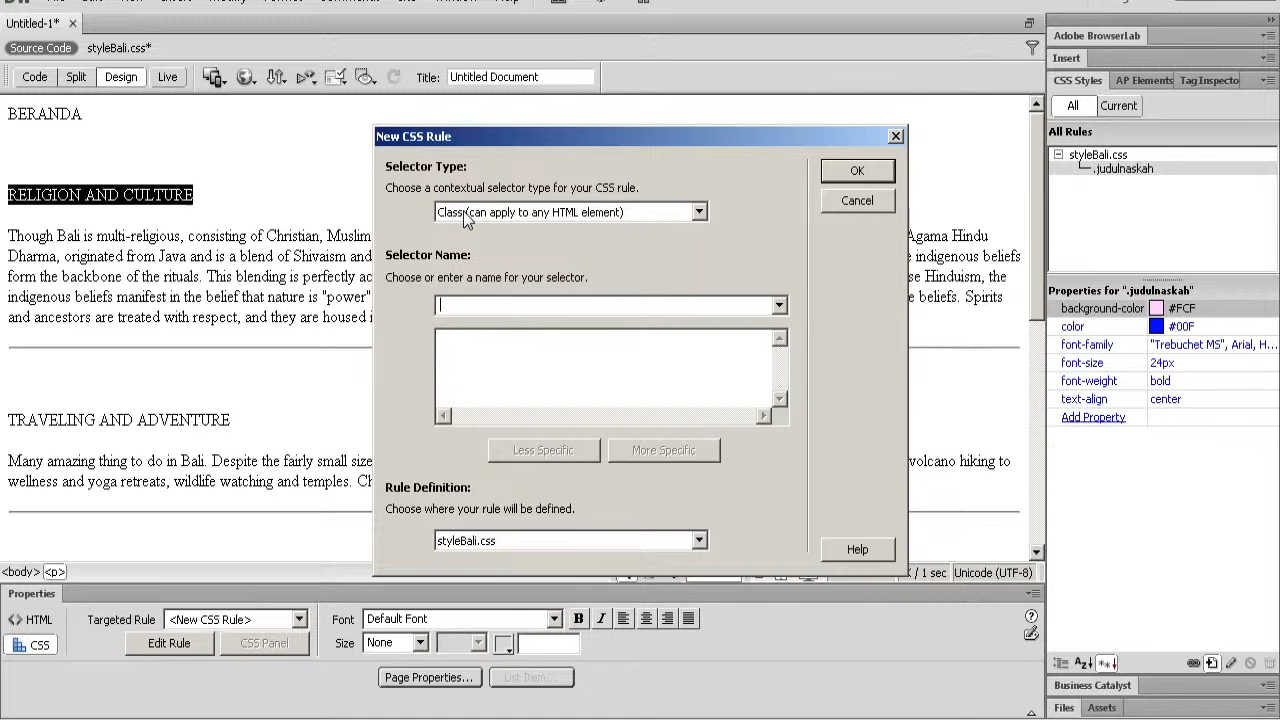 Untitled-1*
Source Code
styleBali.css*
Code
Split
Design
Live
Title:
Untitled Document
BERANDA
RELIGION AND CULTURE
Though Bali is multi-religious, consisting of Christian, Muslim
Agama Hindu
Dharma, originated from Java and is a blend of Shivaism and
e indigenous beliefs
form the backbone of the rituals. This blending is perfectly ac
se Hinduism, the
indigenous beliefs manifest in the belief that nature is "power"
e beliefs. Spirits
and ancestors are treated with respect, and they are housed i
TRAVELING AND ADVENTURE
Many amazing thing to do in Bali. Despite the fairly small size
volcano hiking to
wellness and yoga retreats, wildlife watching and temples. Ch
<body> <p>
/ 1 sec
Unicode (UTF-8)
New CSS Rule
Selector Type:
Choose a contextual selector type for your CSS rule.
Class (can apply to any HTML element)
Selector Name:
Choose or enter a name for your selector.
Less Specific
More Specific
Rule Definition:
Choose where your rule will be defined.
styleBali.css
OK
Cancel
Help
Adobe BrowserLab
Insert
CSS Styles
AP Elements
Tag Inspecto
All
Current
All Rules
styleBali.css
.judulnaskah
Properties for ".judulnaskah"
background-color
#FCF
color
#00F
font-family
"Trebuchet MS", Arial, H...
font-size
24px
font-weight
bold
text-align
center
Add Property
Business Catalyst
Files
Assets
Properties
<> HTML
CSS
Targeted Rule
<New CSS Rule>
Edit Rule
CSS Panel
Font
Default Font
B
I
Size
None
Page Properties...
List Item...